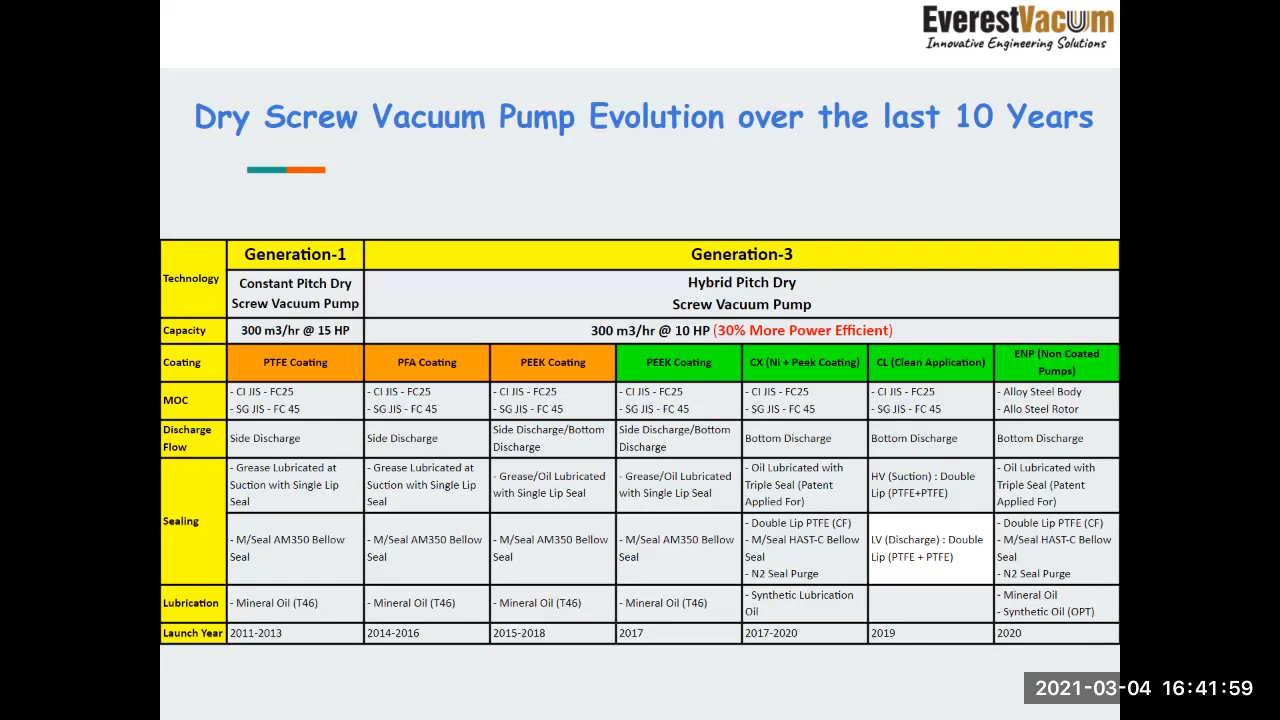 EverestVacuum
Innovative Engineering Solutions
Dry Screw Vacuum Pump Evolution over the last 10 Years
Technology
Generation-1
Generation-3
Constant Pitch Dry
Screw Vacuum Pump
Hybrid Pitch Dry
Screw Vacuum Pump
Capacity
300 m3/hr @ 15 HP
300 m3/hr @ 10 HP (30% More Power Efficient)
Coating
PTFE Coating
PFA Coating
PEEK Coating
PEEK Coating
CX (Ni + Peek Coating)
CL (Clean Application)
ENP (Non Coated
Pumps)
MOC
- CI JIS - FC25
- SG JIS - FC 45
- CI JIS - FC25
- SG JIS - FC 45
- CI JIS - FC25
- SG JIS - FC 45
- CI JIS - FC25
- SG JIS - FC 45
- CI JIS - FC25
- SG JIS - FC 45
- CI JIS - FC25
- SG JIS - FC 45
- Alloy Steel Body
- Allo Steel Rotor
Discharge
Flow
Side Discharge
Side Discharge
Side Discharge/Bottom
Discharge
Side Discharge/Bottom
Discharge
Bottom Discharge
Bottom Discharge
Bottom Discharge
Sealing
- Grease Lubricated at
Suction with Single Lip
Seal
- Grease Lubricated at
Suction with Single Lip
Seal
- Grease/Oil Lubricated
with Single Lip Seal
- Grease/Oil Lubricated
with Single Lip Seal
- Oil Lubricated with
Triple Seal (Patent
Applied For)
HV (Suction) : Double
Lip (PTFE+PTFE)
- Oil Lubricated with
Triple Seal (Patent
Applied For)
- M/Seal AM350 Bellow
Seal
- M/Seal AM350 Bellow
Seal
- M/Seal AM350 Bellow
Seal
- M/Seal AM350 Bellow
Seal
- Double Lip PTFE (CF)
- M/Seal HAST-C Bellow
Seal
- N2 Seal Purge
LV (Discharge) : Double
Lip (PTFE + PTFE)
- Double Lip PTFE (CF)
- M/Seal HAST-C Bellow
Seal
- N2 Seal Purge
Lubrication
- Mineral Oil (T46)
- Mineral Oil (T46)
- Mineral Oil (T46)
- Mineral Oil (T46)
- Synthetic Lubrication
Oil
- Mineral Oil
- Synthetic Oil (OPT)
Launch Year
2011-2013
2014-2016
2015-2018
2017
2017-2020
2019
2020
2021-03-04 16:41:59